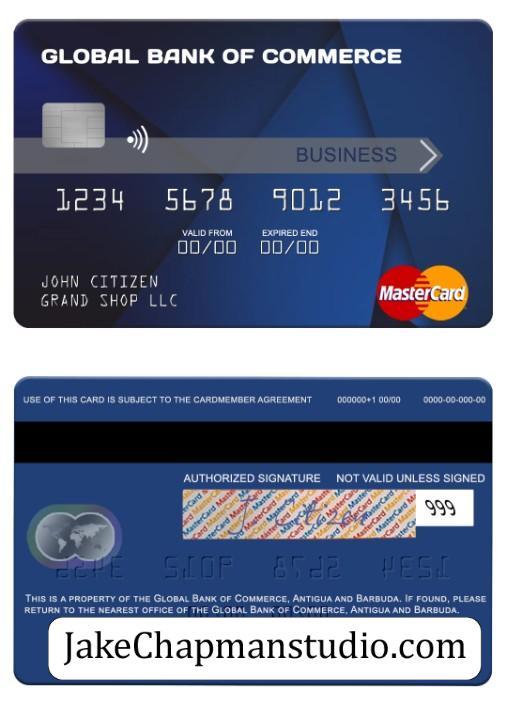 GLOBAL BANK OF COMMERCE
BUSINESS
1234 5678 9012 3456
VALID FROM EXPIRED END
00/00 00/00
JOHN CITIZEN
GRAND SHOP LLC
MasterCard
USE OF THIS CARD IS SUBJECT TO THE CARDMEMBER AGREEMENT 000000+1 00/00 0000-00-000-00
AUTHORIZED SIGNATURE NOT VALID UNLESS SIGNED
999
THIS IS A PROPERTY OF THE GLOBAL BANK OF COMMERCE, ANTIGUA AND BARBUDA. IF FOUND, PLEASE
RETURN TO THE NEAREST OFFICE OF THE GLOBAL BANK OF COMMERCE, ANTIGUA AND BARBUDA.
JakeChapmanstudio.com